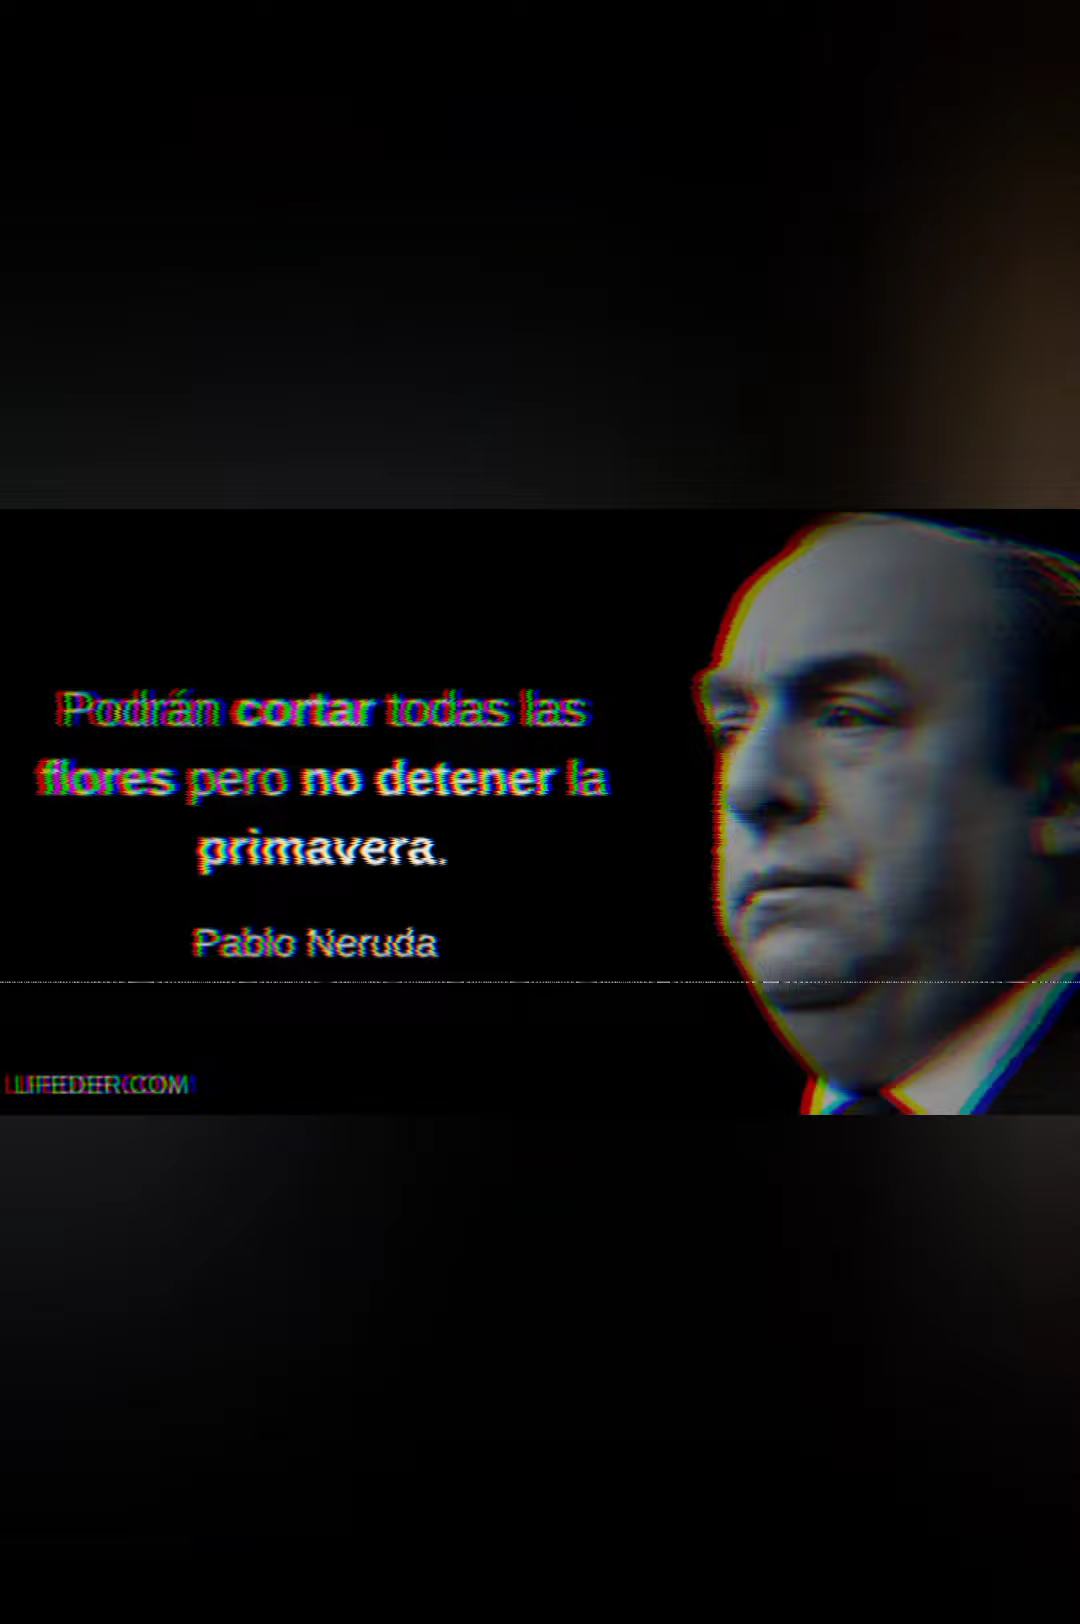 Podrán cortar todas las
flores pero no detener la
primavera.
Pablo Neruda
LIFEDER.COM